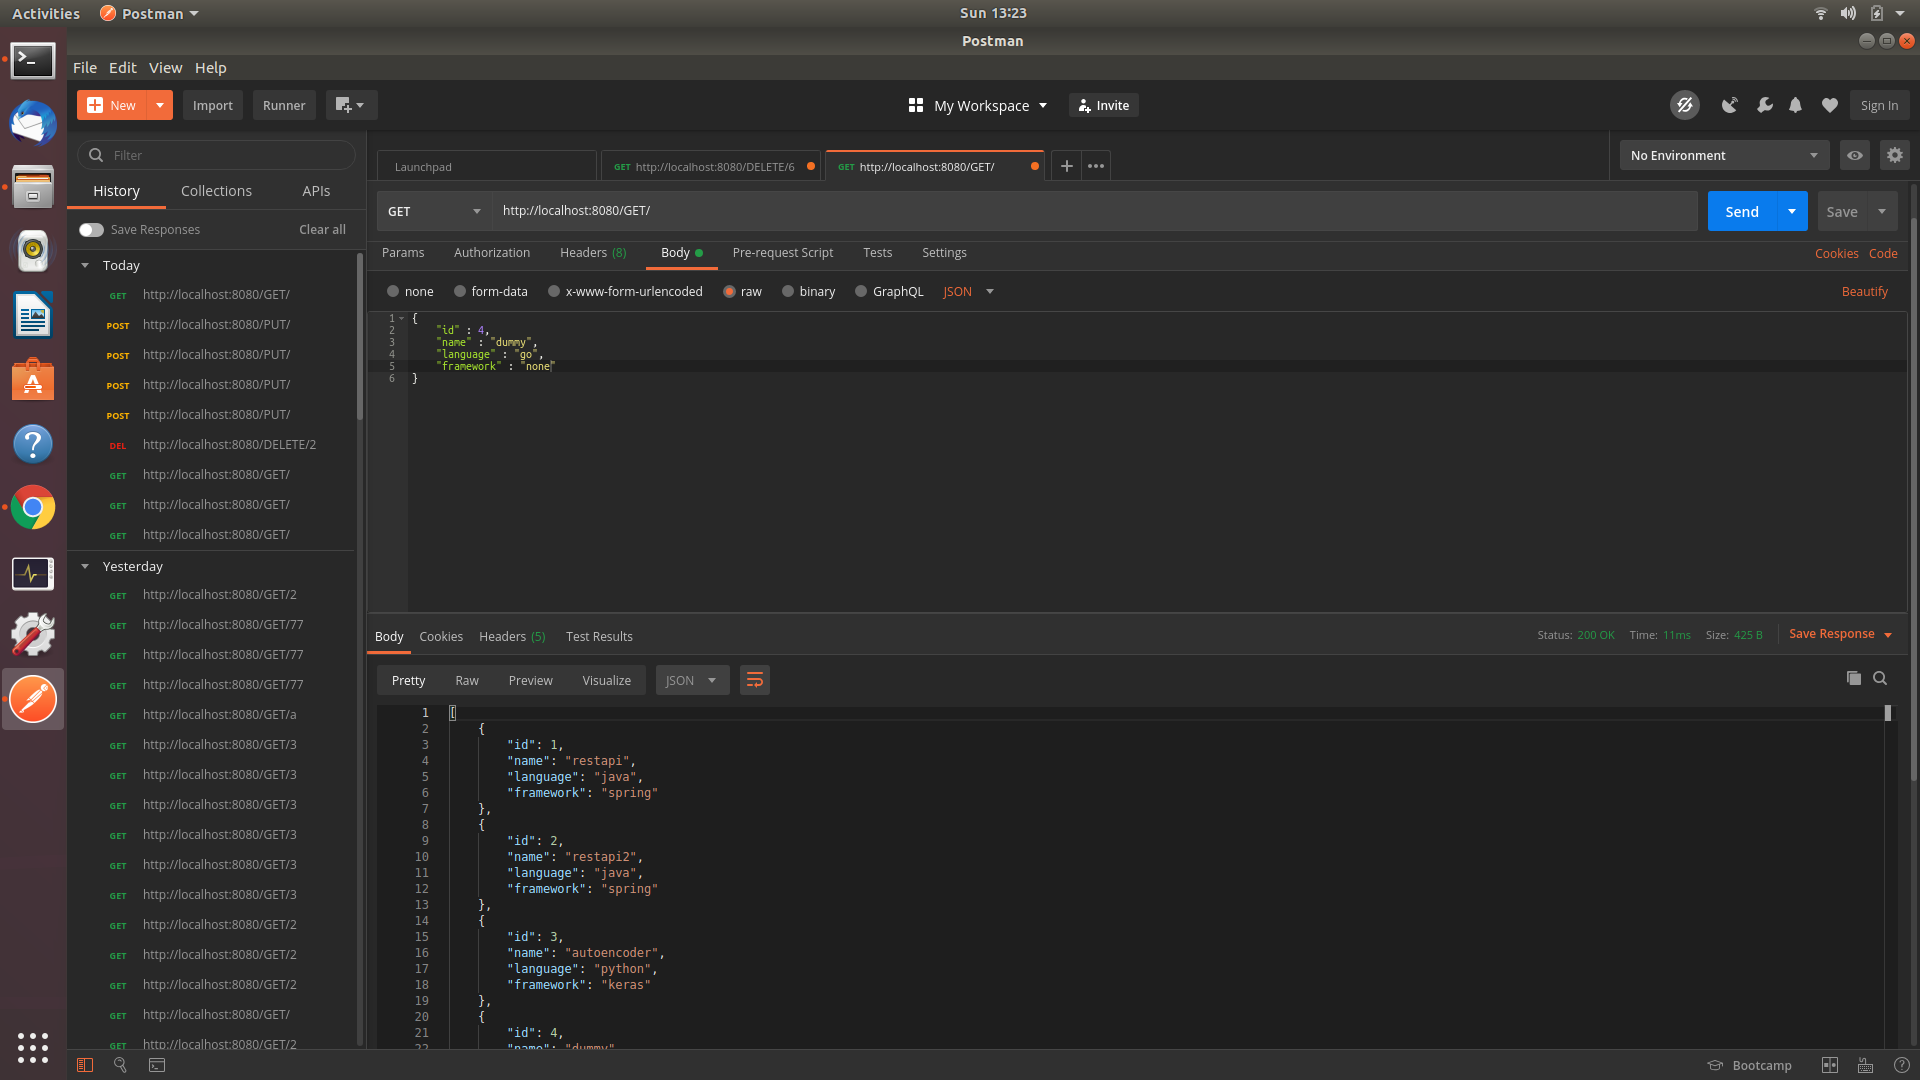 Activities
Postman
Sun 13:23
Postman
File Edit View Help
New
Import
Runner
My Workspace
Invite
Sign In
Filter
History
Collections
APIs
Save Responses
Clear all
Today
GET http://localhost:8080/GET/
POST http://localhost:8080/PUT/
POST http://localhost:8080/PUT/
POST http://localhost:8080/PUT/
POST http://localhost:8080/PUT/
DEL http://localhost:8080/DELETE/2
GET http://localhost:8080/GET/
GET http://localhost:8080/GET/
GET http://localhost:8080/GET/
Yesterday
GET http://localhost:8080/GET/2
GET http://localhost:8080/GET/77
GET http://localhost:8080/GET/77
GET http://localhost:8080/GET/77
GET http://localhost:8080/GET/a
GET http://localhost:8080/GET/3
GET http://localhost:8080/GET/3
GET http://localhost:8080/GET/3
GET http://localhost:8080/GET/3
GET http://localhost:8080/GET/3
GET http://localhost:8080/GET/3
GET http://localhost:8080/GET/2
GET http://localhost:8080/GET/2
GET http://localhost:8080/GET/2
GET http://localhost:8080/GET/
GET http://localhost:8080/GET/2
Launchpad
GET http://localhost:8080/DELETE/6
GET http://localhost:8080/GET/
No Environment
GET
http://localhost:8080/GET/
Send
Save
Params Authorization Headers (8) Body Pre-request Script Tests Settings
Cookies Code
none form-data x-www-form-urlencoded raw binary GraphQL JSON
Beautify
1 {
2 "id" : 4,
3 "name" : "dummy",
4 "language" : "go",
5 "framework" : "none"
6 }
Body Cookies Headers (5) Test Results
Status: 200 OK Time: 11ms Size: 425 B
Save Response
Pretty Raw Preview Visualize
JSON
1 [
2 {
3 "id": 1,
4 "name": "restapi",
5 "language": "java",
6 "framework": "spring"
7 },
8 {
9 "id": 2,
10 "name": "restapi2",
11 "language": "java",
12 "framework": "spring"
13 },
14 {
15 "id": 3,
16 "name": "autoencoder",
17 "language": "python",
18 "framework": "keras"
19 },
20 {
21 "id": 4,
22 "name": "dummy"
Bootcamp